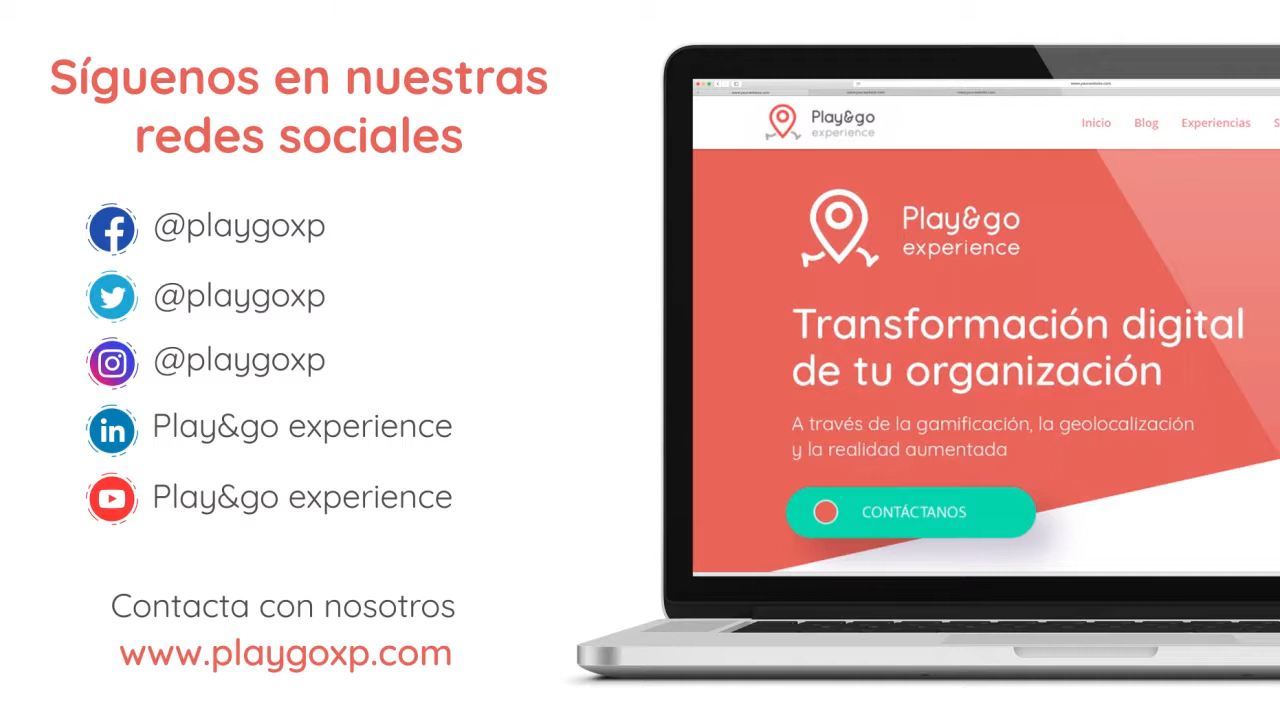 Síguenos en nuestras
redes sociales
@playgoxp
@playgoxp
@playgoxp
Play&go experience
Play&go experience
Contacta con nosotros
www.playgoxp.com
Play&go
experience
Inicio Blog Experiencias
Play&go
experience
Transformación digital
de tu organización
A través de la gamificación, la geolocalización
y la realidad aumentada
CONTÁCTANOS